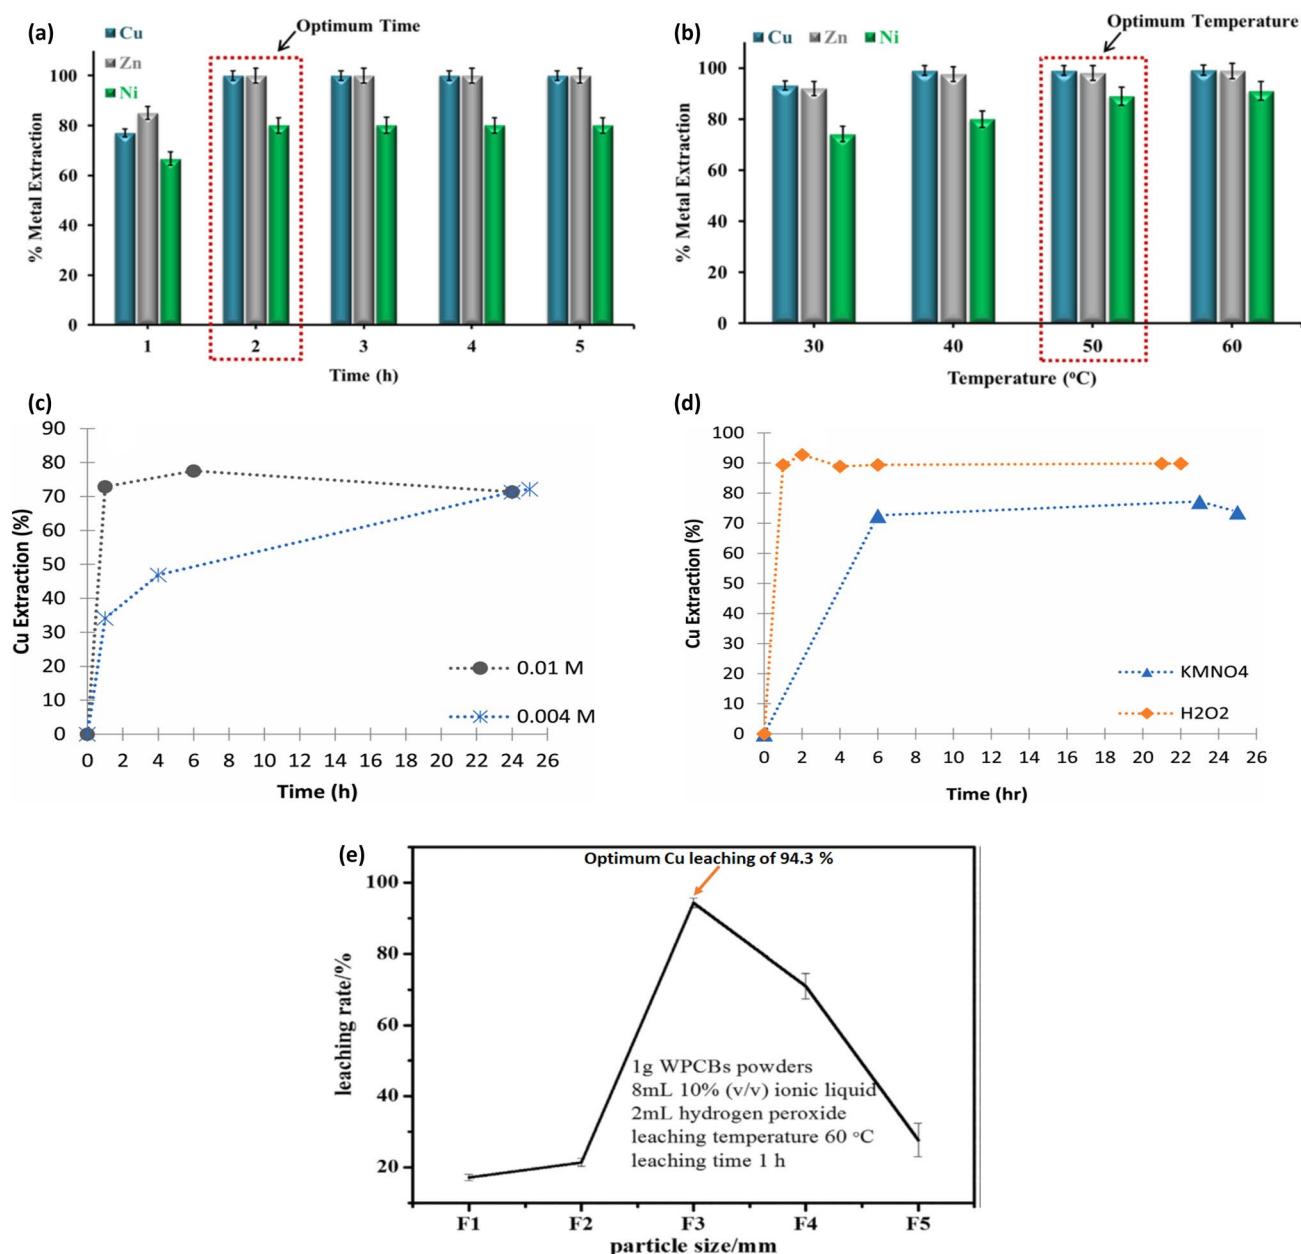 (a)
Optimum Time
Cu
Zn
Ni
% Metal Extraction
100
80
60
40
20
0
1 2 3 4 5
Time (h)
(b)
Optimum Temperature
Cu Zn Ni
% Metal Extraction
100
80
60
40
20
0
30 40 50 60
Temperature (°C)
(c)
Cu Extraction (%)
90
80
70
60
50
40
30
20
10
0
0.01 M
0.004 M
0 2 4 6 8 10 12 14 16 18 20 22 24 26
Time (h)
(d)
Cu Extraction (%)
100
90
80
70
60
50
40
30
20
10
0
KMNO4
H2O2
0 2 4 6 8 10 12 14 16 18 20 22 24 26
Time (hr)
(e)
Optimum Cu leaching of 94.3 %
leaching rate/%
100
80
60
40
20
1g WPCBs powders
8mL 10% (v/v) ionic liquid
2mL hydrogen peroxide
leaching temperature 60 °C
leaching time 1 h
F1 F2 F3 F4 F5
particle size/mm